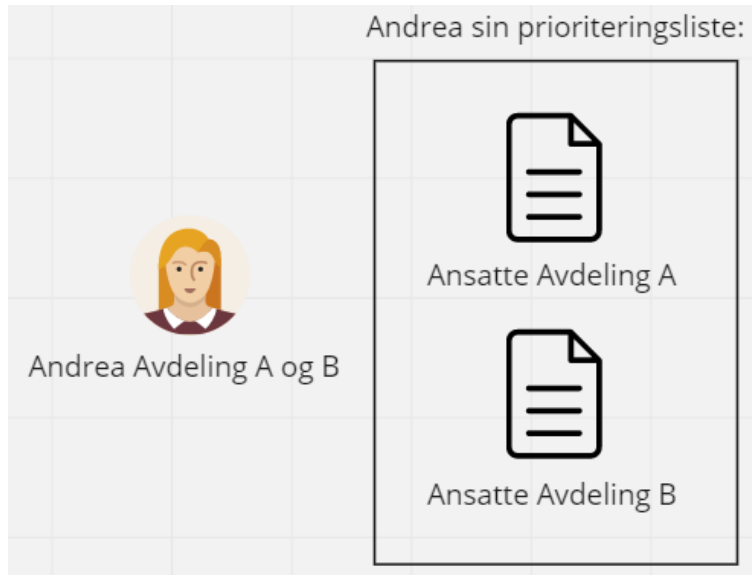 Andrea sin prioriteringsliste:
Ansatte Avdeling A
Andrea Avdeling A og B
Ansatte Avdeling B